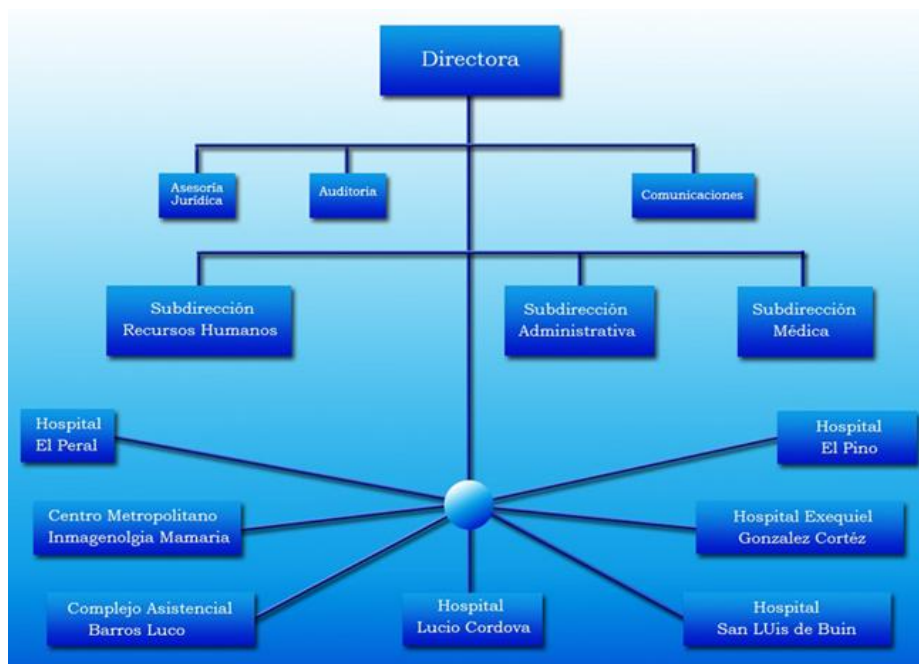 Directora
Asesoría
Jurídica
Auditoria
Comunicaciones
Subdirección
Recursos Humanos
Subdirección
Administrativa
Subdirección
Médica
Hospital
El Peral
Hospital
El Pino
Centro Metropolitano
Inmagenolgia Mamaria
Hospital Exequiel
Gonzalez Cortéz
Complejo Asistencial
Barros Luco
Hospital
Lucio Cordova
Hospital
San LUis de Buin